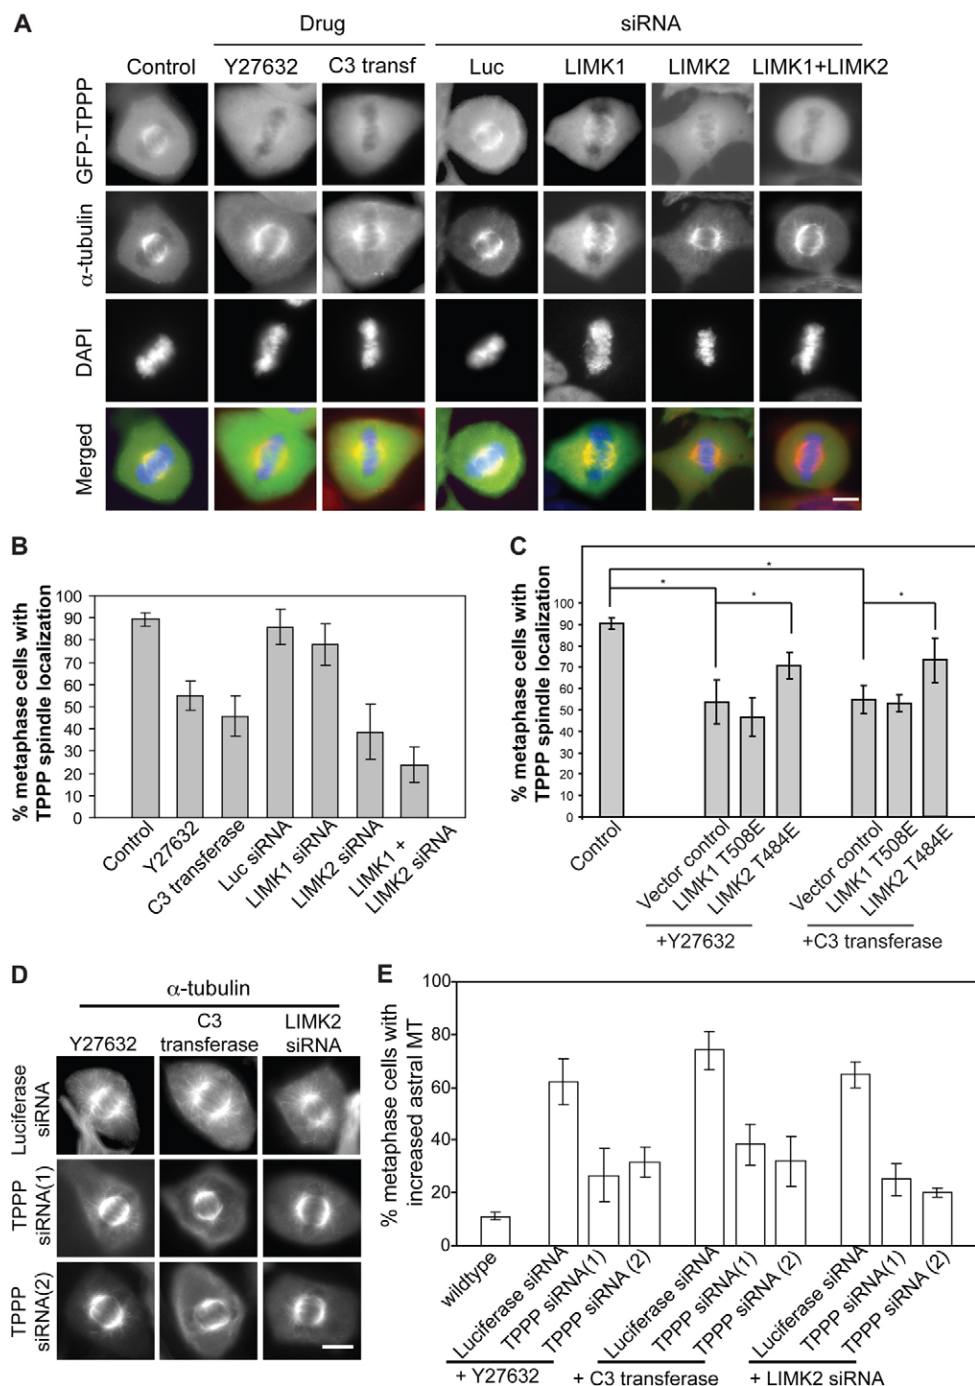 A
Drug
siRNA
Control
Y27632
C3 transf
Luc
LIMK1
LIMK2
LIMK1+LIMK2
GFP-TPPP
α-tubulin
DAPI
Merged
B
% metaphase cells with
TPPP spindle localization
100
90
80
70
60
50
40
30
20
10
0
Control
Y27632
C3 transferase
Luc siRNA
LIMK1 siRNA
LIMK2 siRNA
LIMK1 +
LIMK2 siRNA
C
% metaphase cells with
TPPP spindle localization
100
90
80
70
60
50
40
30
20
10
0
*
*
*
*
Control
Vector control
LIMK1 T508E
LIMK2 T484E
Vector control
LIMK1 T508E
LIMK2 T484E
+Y27632
+C3 transferase
D
α-tubulin
Y27632
C3
transferase
LIMK2
siRNA
Luciferase
siRNA
TPPP
siRNA(1)
TPPP
siRNA(2)
E
% metaphase cells with
increased astral MT
100
80
60
40
20
0
wildtype
Luciferase siRNA
TPPP siRNA(1)
TPPP siRNA(2)
Luciferase siRNA
TPPP siRNA(1)
TPPP siRNA(2)
Luciferase siRNA
TPPP siRNA(1)
TPPP siRNA (2)
+ Y27632
+ C3 transferase
+ LIMK2 siRNA